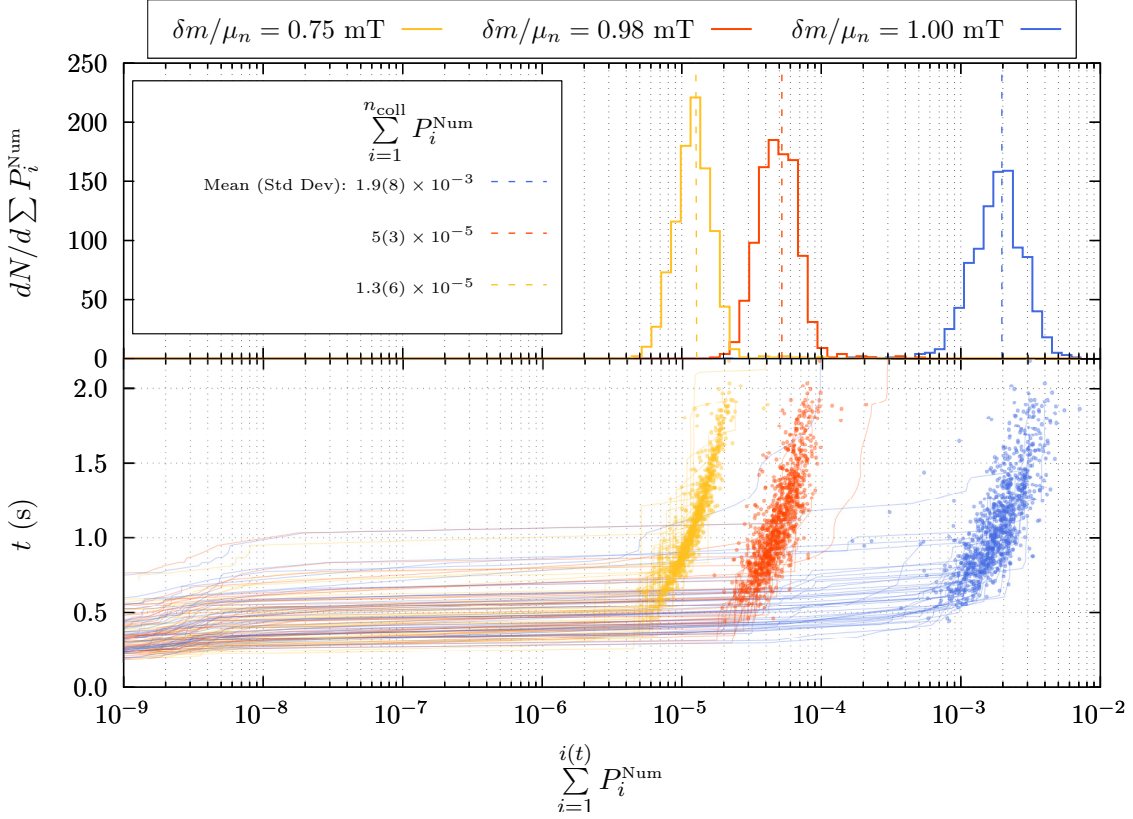 δm/μₙ = 0.75 mT δm/μₙ = 0.98 mT δm/μₙ = 1.00 mT
dN/d ∑ Pᵢ^Num
250
200
150
100
50
0
n_coll
∑ Pᵢ^Num
i=1
Mean (Std Dev): 1.9(8) × 10⁻³
5(3) × 10⁻⁵
1.3(6) × 10⁻⁵
t (s)
2.0
1.5
1.0
0.5
0.0
10⁻⁹ 10⁻⁸ 10⁻⁷ 10⁻⁶ 10⁻⁵ 10⁻⁴ 10⁻³ 10⁻²
i(t)
∑ Pᵢ^Num
i=1